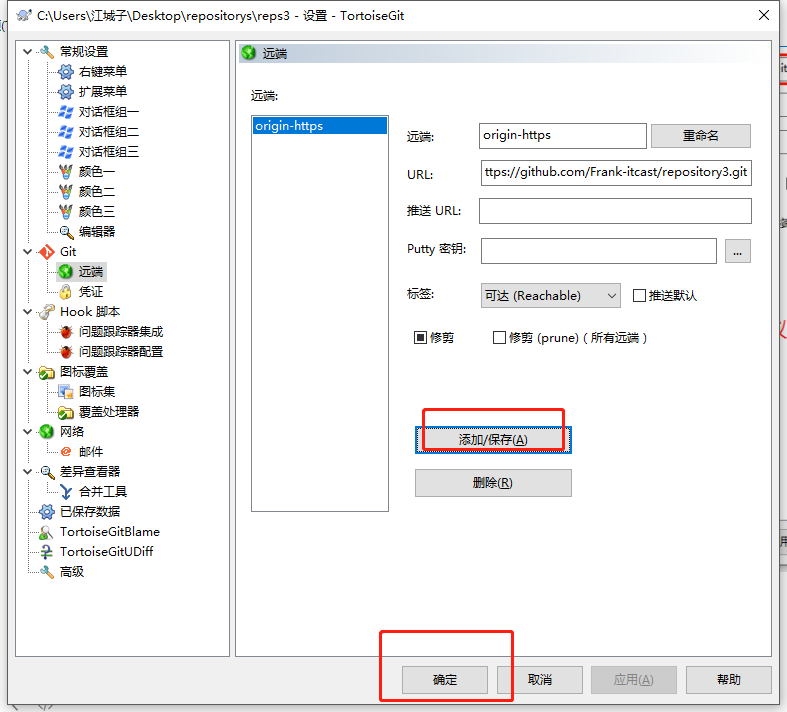 C:\Users\江城子\Desktop\repositorys\reps3 - 设置 - TortoiseGit
常规设置
右键菜单
扩展菜单
对话框组一
对话框组二
对话框组三
颜色一
颜色二
颜色三
编辑器
Git
远端
凭证
Hook 脚本
问题跟踪器集成
问题跟踪器配置
图标覆盖
图标集
覆盖处理器
网络
邮件
差异查看器
合并工具
已保存数据
TortoiseGitBlame
TortoiseGitUDiff
高级
远端
远端:
origin-https
远端: origin-https 重命名
URL: ttps://github.com/Frank-itcast/repository3.git
推送 URL:
Putty 密钥: ...
标签: 可达 (Reachable) 推送默认
修剪 修剪 (prune) ( 所有远端 )
添加/保存(A)
删除(R)
确定 取消 应用(A) 帮助